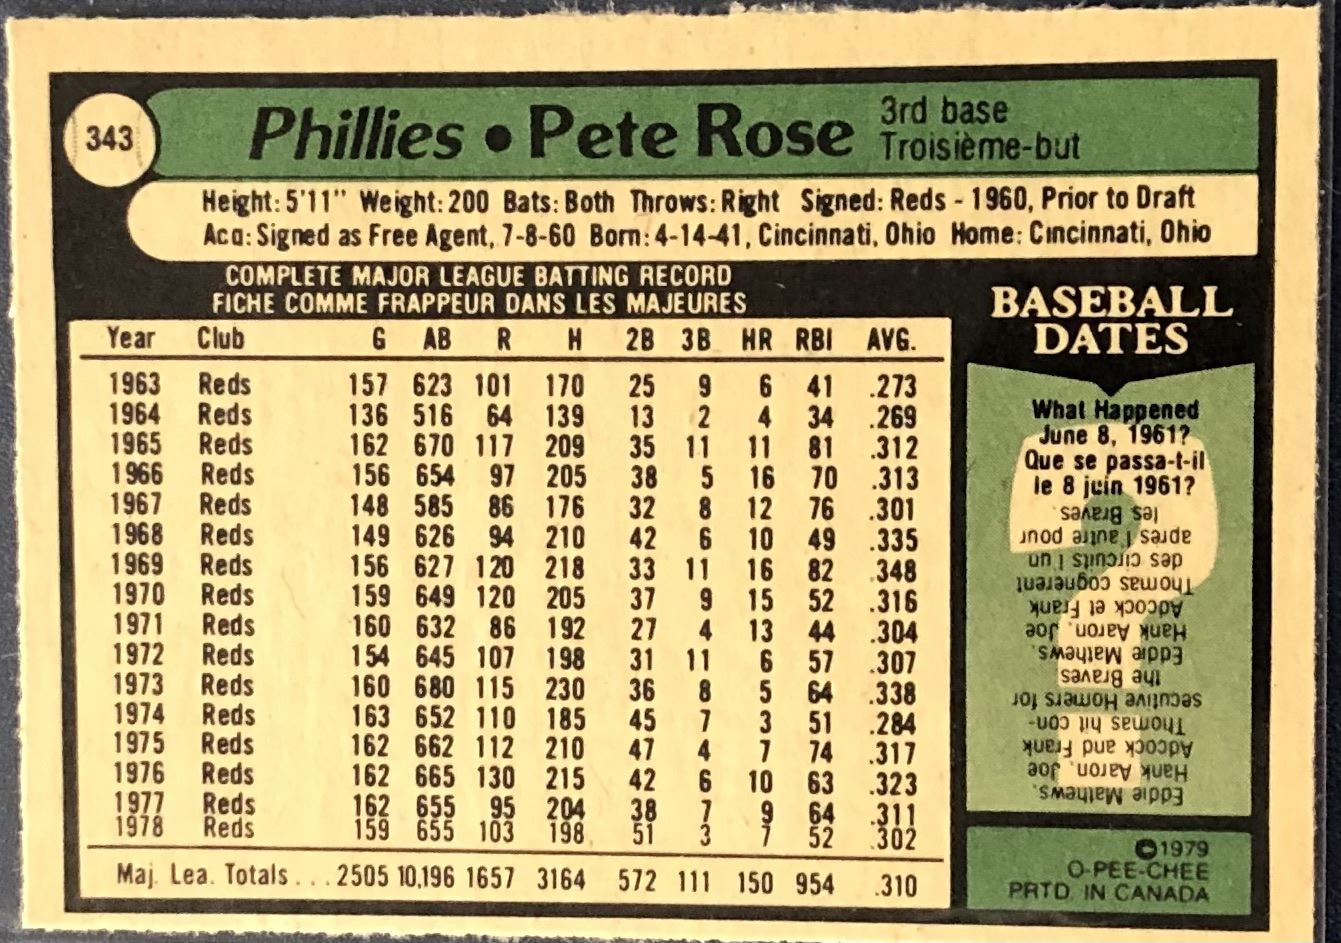 343
Phillies • Pete Rose
3rd base
Troisième-but
Height: 5'11" Weight: 200 Bats: Both Throws: Right Signed: Reds - 1960, Prior to Draft
Acq: Signed as Free Agent, 7-8-60 Born: 4-14-41, Cincinnati, Ohio Home: Cincinnati, Ohio
COMPLETE MAJOR LEAGUE BATTING RECORD
FICHE COMME FRAPPEUR DANS LES MAJEURES
Year Club G AB R H 2B 3B HR RBI AVG.
1963 Reds 157 623 101 170 25 9 6 41 .273
1964 Reds 136 516 64 139 13 2 4 34 .269
1965 Reds 162 670 117 209 35 11 11 81 .312
1966 Reds 156 654 97 205 38 5 16 70 .313
1967 Reds 148 585 86 176 32 8 12 76 .301
1968 Reds 149 626 94 210 42 6 10 49 .335
1969 Reds 156 627 120 218 33 11 16 82 .348
1970 Reds 159 649 120 205 37 9 15 52 .316
1971 Reds 160 632 86 192 27 4 13 44 .304
1972 Reds 154 645 107 198 31 11 6 57 .307
1973 Reds 160 680 115 230 36 8 5 64 .338
1974 Reds 163 652 110 185 45 7 3 51 .284
1975 Reds 162 662 112 210 47 4 7 74 .317
1976 Reds 162 665 130 215 42 6 10 63 .323
1977 Reds 162 655 95 204 38 7 9 64 .311
1978 Reds 159 655 103 198 51 3 7 52 .302
Maj. Lea. Totals . . . 2505 10,196 1657 3164 572 111 150 954 .310
BASEBALL
DATES
What Happened
June 8, 1961?
Que se passa-t-il
le 8 juin 1961?
Eddie Mathews,
Hank Aaron, Joe
Adcock and Frank
Thomas hit con-
secutive Homers for
the Braves
Eddie Mathews,
Hank Aaron, Joe
Adcock et Frank
Thomas cognerent
des circuits l'un
apres l'autre pour
les Braves.
©1979
O-PEE-CHEE
PRTD. IN CANADA